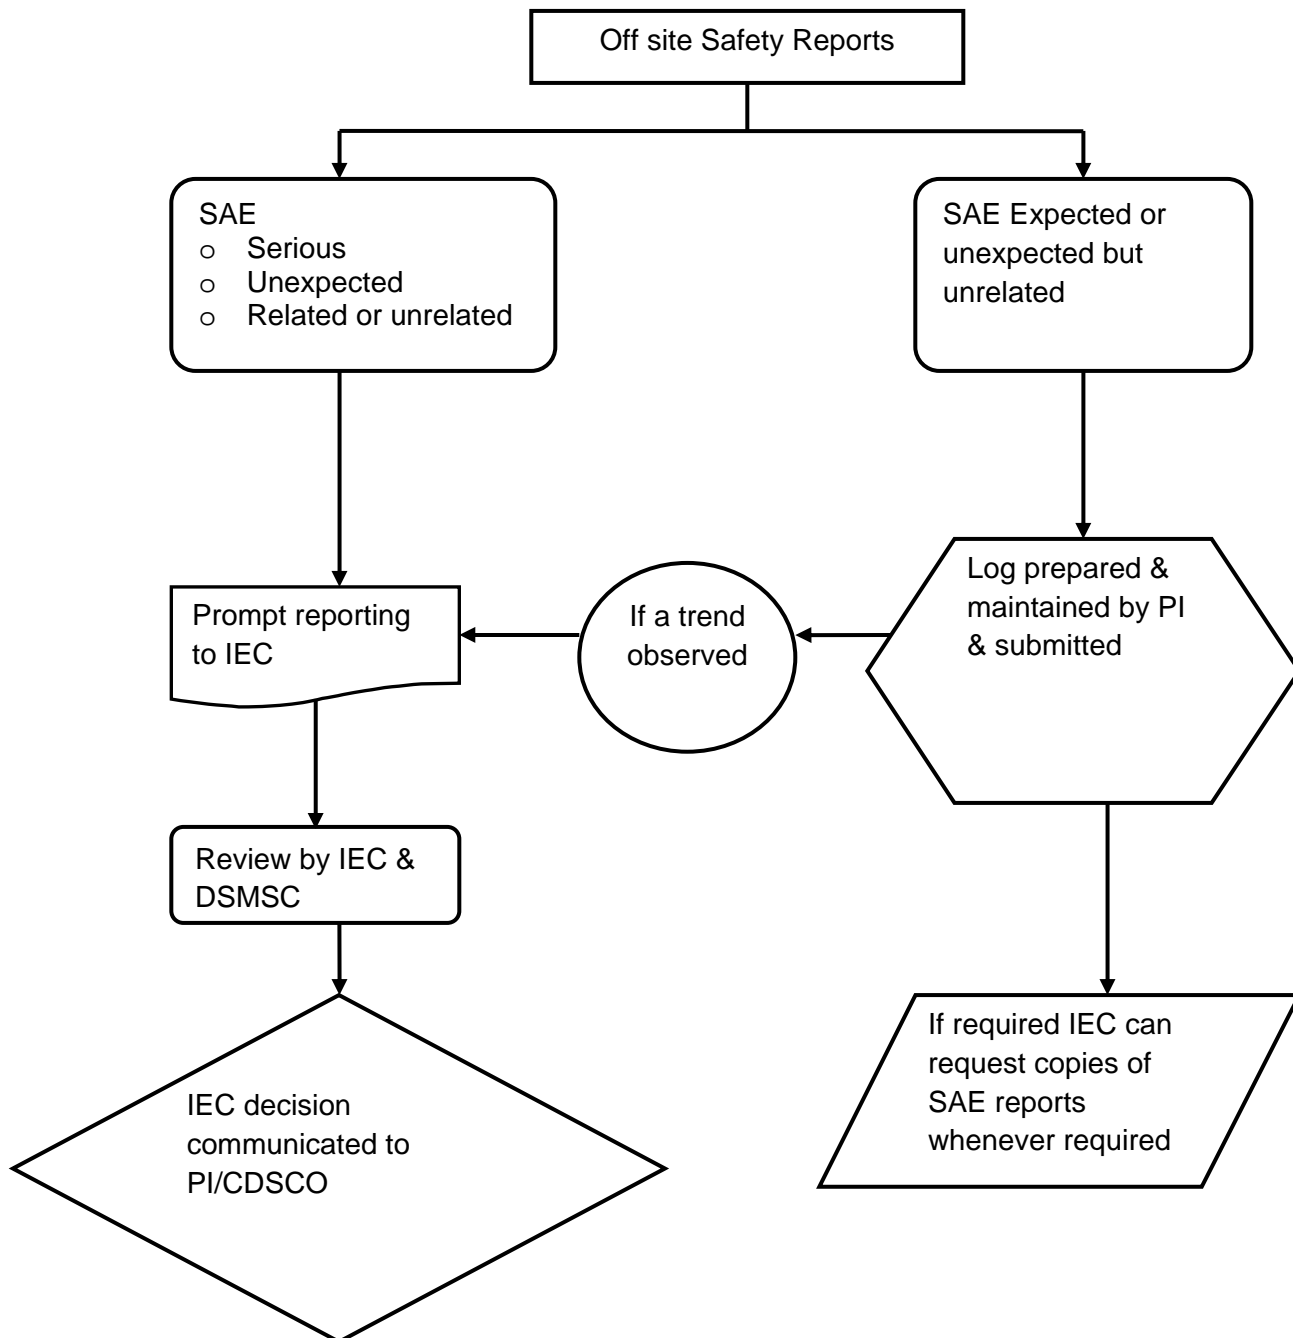 Off site Safety Reports
SAE
o Serious
o Unexpected
o Related or unrelated
SAE Expected or
unexpected but
unrelated
Prompt reporting
to IEC
If a trend
observed
Log prepared &
maintained by PI
& submitted
Review by IEC &
DSMSC
IEC decision
communicated to
PI/CDSCO
If required IEC can
request copies of
SAE reports
whenever required